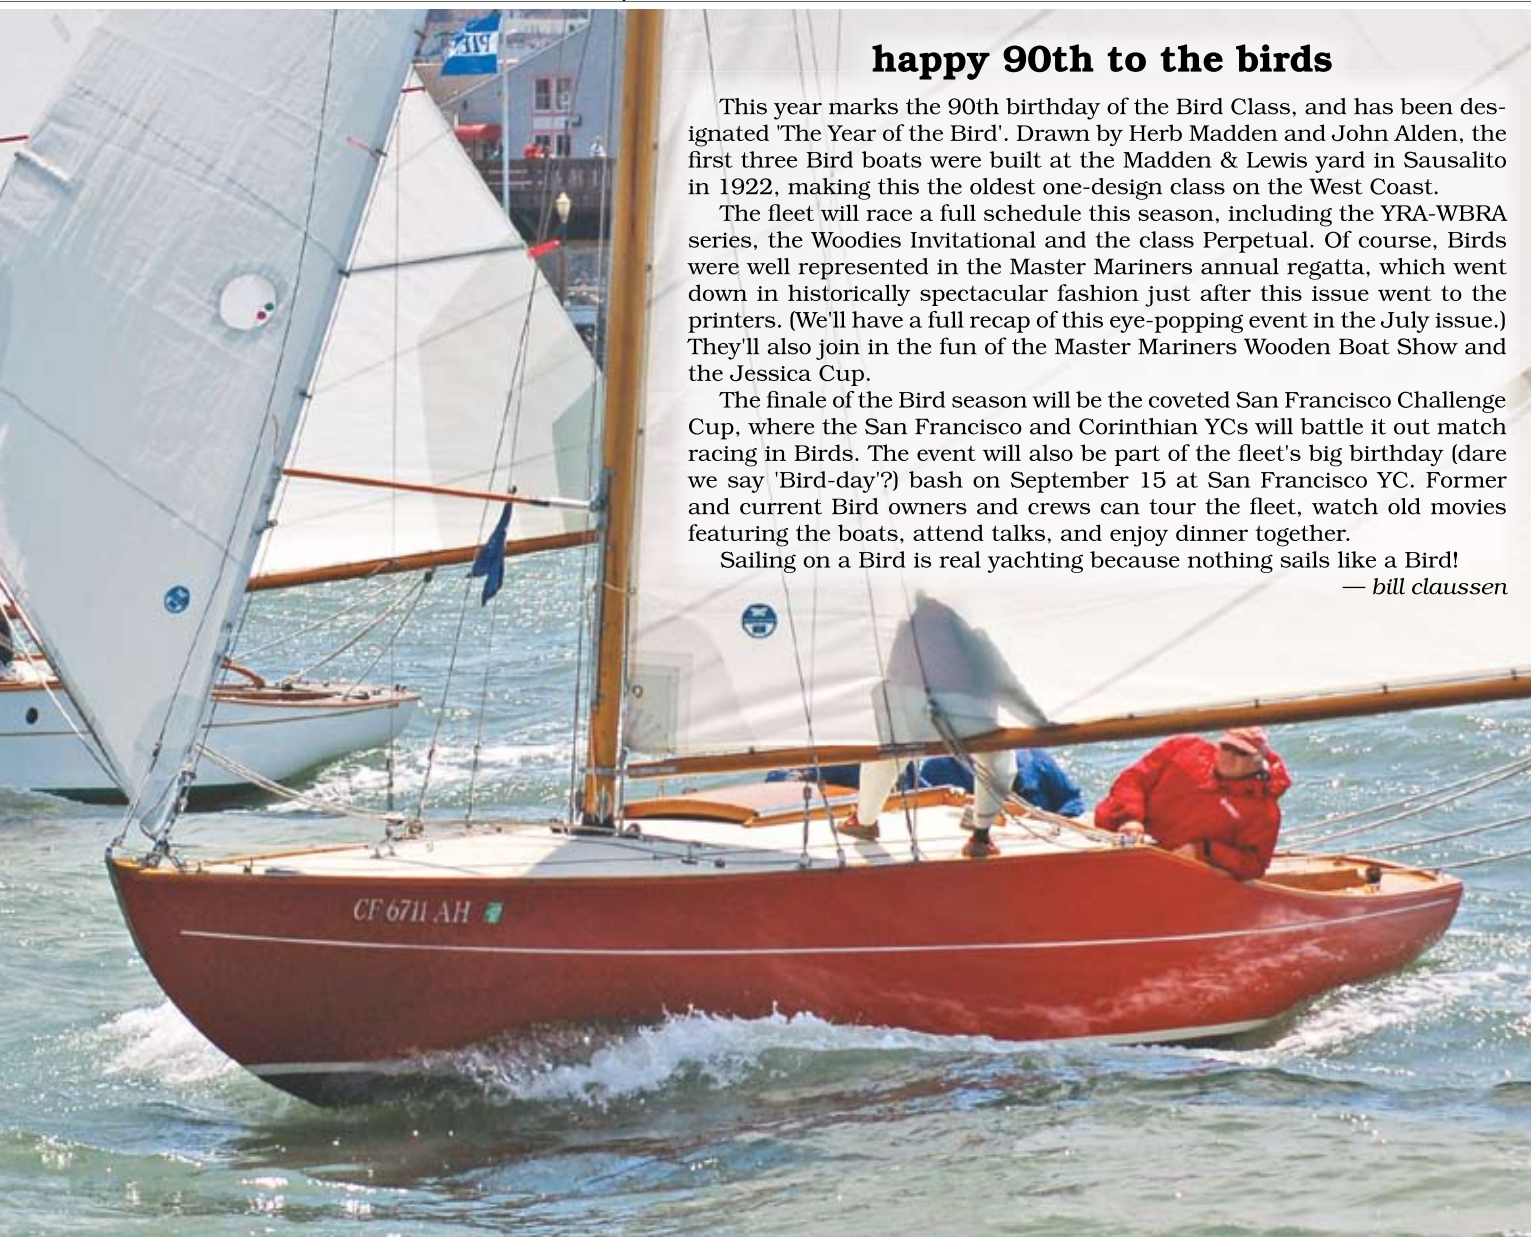 happy 90th to the birds
This year marks the 90th birthday of the Bird Class, and has been des-
ignated 'The Year of the Bird'. Drawn by Herb Madden and John Alden, the
first three Bird boats were built at the Madden & Lewis yard in Sausalito
in 1922, making this the oldest one-design class on the West Coast.
The fleet will race a full schedule this season, including the YRA-WBRA
series, the Woodies Invitational and the class Perpetual. Of course, Birds
were well represented in the Master Mariners annual regatta, which went
down in historically spectacular fashion just after this issue went to the
printers. (We'll have a full recap of this eye-popping event in the July issue.)
They'll also join in the fun of the Master Mariners Wooden Boat Show and
the Jessica Cup.
The finale of the Bird season will be the coveted San Francisco Challenge
Cup, where the San Francisco and Corinthian YCs will battle it out match
racing in Birds. The event will also be part of the fleet's big birthday (dare
we say 'Bird-day'?) bash on September 15 at San Francisco YC. Former
and current Bird owners and crews can tour the fleet, watch old movies
featuring the boats, attend talks, and enjoy dinner together.
Sailing on a Bird is real yachting because nothing sails like a Bird!
— bill claussen
CF 6711 AH